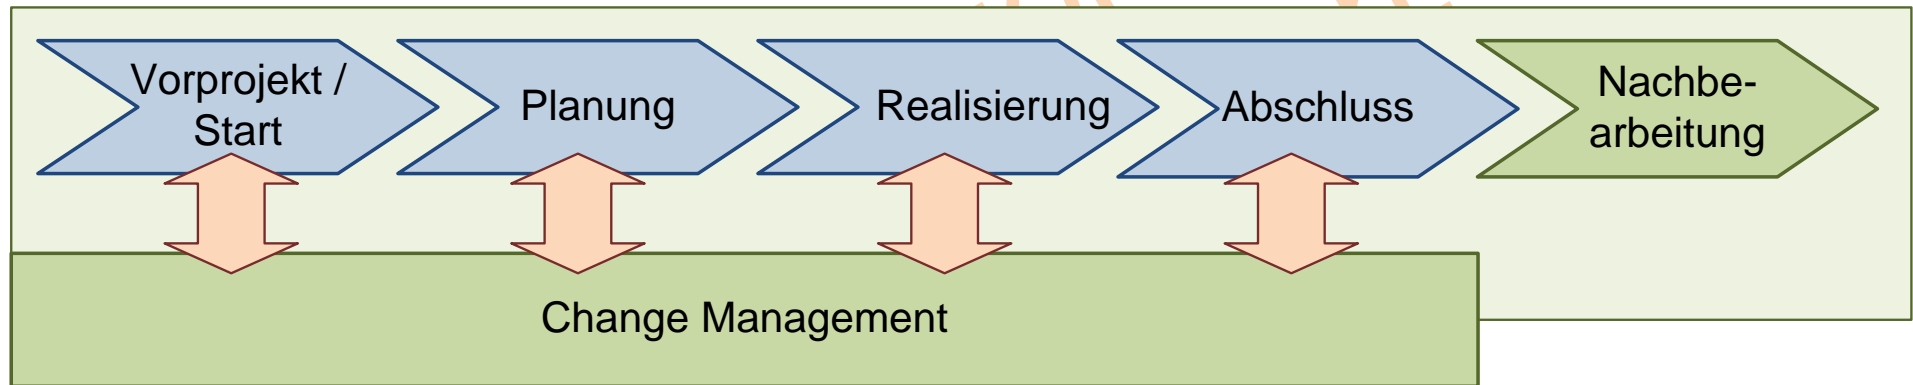 Vorprojekt /
Start
Planung
Realisierung
Abschluss
Nachbe-
arbeitung
Change Management